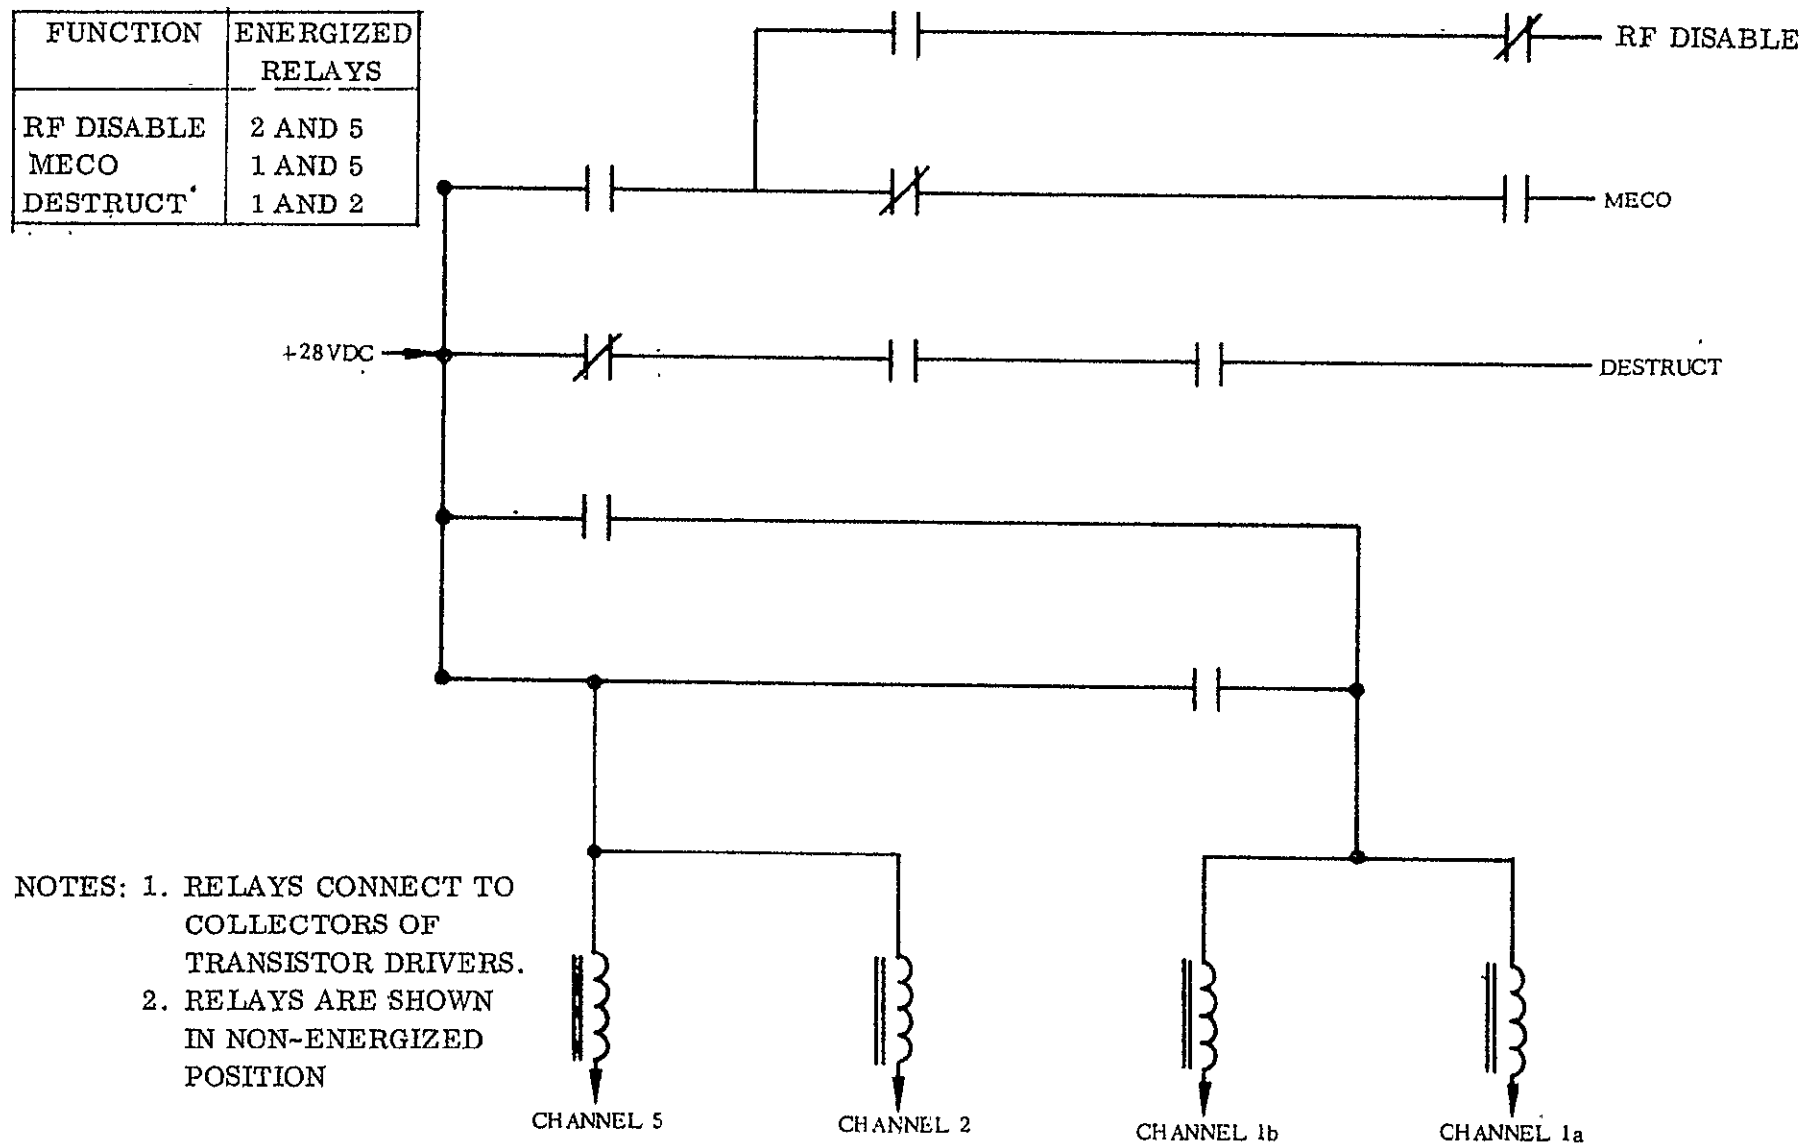 FUNCTION ENERGIZED RELAYS
RF DISABLE 2 AND 5
MECO 1 AND 5
DESTRUCT 1 AND 2
RF DISABLE
MECO
+28VDC
DESTRUCT
NOTES: 1. RELAYS CONNECT TO
COLLECTORS OF
TRANSISTOR DRIVERS.
2. RELAYS ARE SHOWN
IN NON-ENERGIZED
POSITION
CHANNEL 5
CHANNEL 2
CHANNEL 1b
CHANNEL 1a